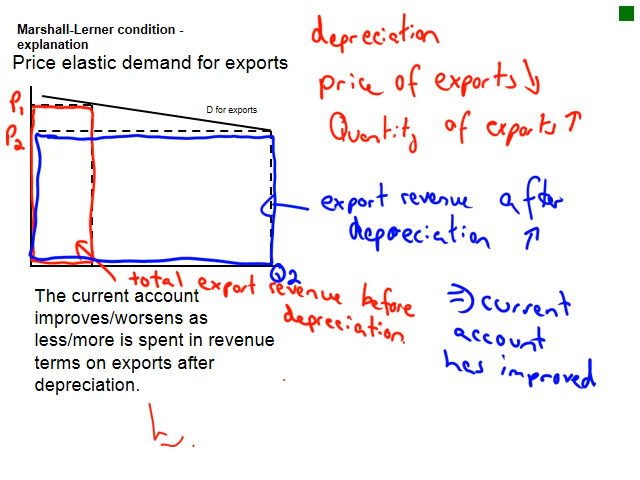 Marshall-Lerner condition -
explanation
Price elastic demand for exports
depreciation
price of exports ↓
Quantity of exports ↑
P1
D for exports
P2
export revenue after
depreciation ↑
Q2
total export revenue before
depreciation
The current account
improves/worsens as
less/more is spent in revenue
terms on exports after
depreciation.
⇒ current
account
has improved